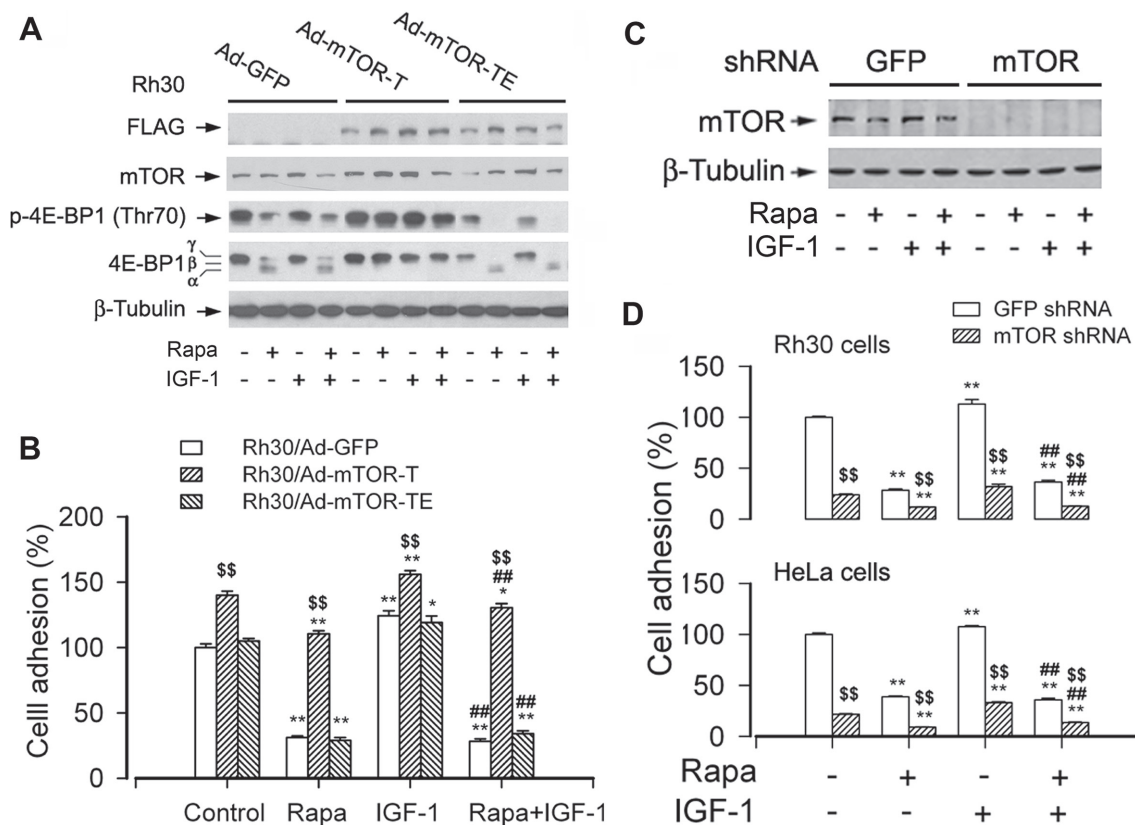 A
Ad-GFP
Ad-mTOR-T
Ad-mTOR-TE
Rh30
FLAG
mTOR
p-4E-BP1 (Thr70)
4E-BP1
γ
β
α
β-Tubulin
Rapa - + - + - + - + - + - +
IGF-1 - - + + - - + + - - + +
B
Rh30/Ad-GFP
Rh30/Ad-mTOR-T
Rh30/Ad-mTOR-TE
Celll adhesion (%)
200
150
100
50
0
$$
** $$ ** **
** $$ ** *
## ** $$ ## * ## **
Control Rapa IGF-1 Rapa+IGF-1
C
shRNA GFP mTOR
mTOR
β-Tubulin
Rapa - + - + - + - +
IGF-1 - - + + - - + +
D
GFP shRNA
mTOR shRNA
Cell adhesion (%)
Rh30 cells
150
100
50
0
$$
** $$ **
** $$ **
## ** $$ ## **
HeLa cells
150
100
50
0
$$
** $$ **
** $$ **
## ** $$ ## **
Rapa - + - +
IGF-1 - - + +